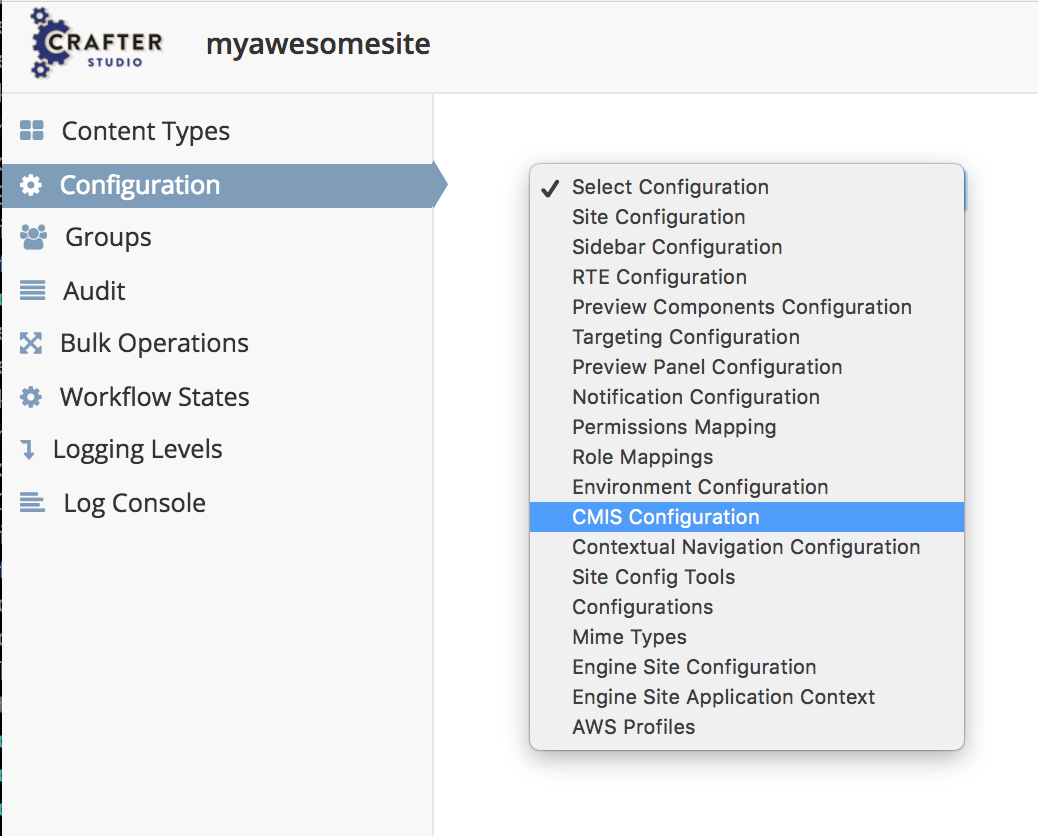 CRAFTER
STUDIO
myawesomesite
Content Types
Configuration
Groups
Audit
Bulk Operations
Workflow States
Logging Levels
Log Console
✓ Select Configuration
Site Configuration
Sidebar Configuration
RTE Configuration
Preview Components Configuration
Targeting Configuration
Preview Panel Configuration
Notification Configuration
Permissions Mapping
Role Mappings
Environment Configuration
CMIS Configuration
Contextual Navigation Configuration
Site Config Tools
Configurations
Mime Types
Engine Site Configuration
Engine Site Application Context
AWS Profiles